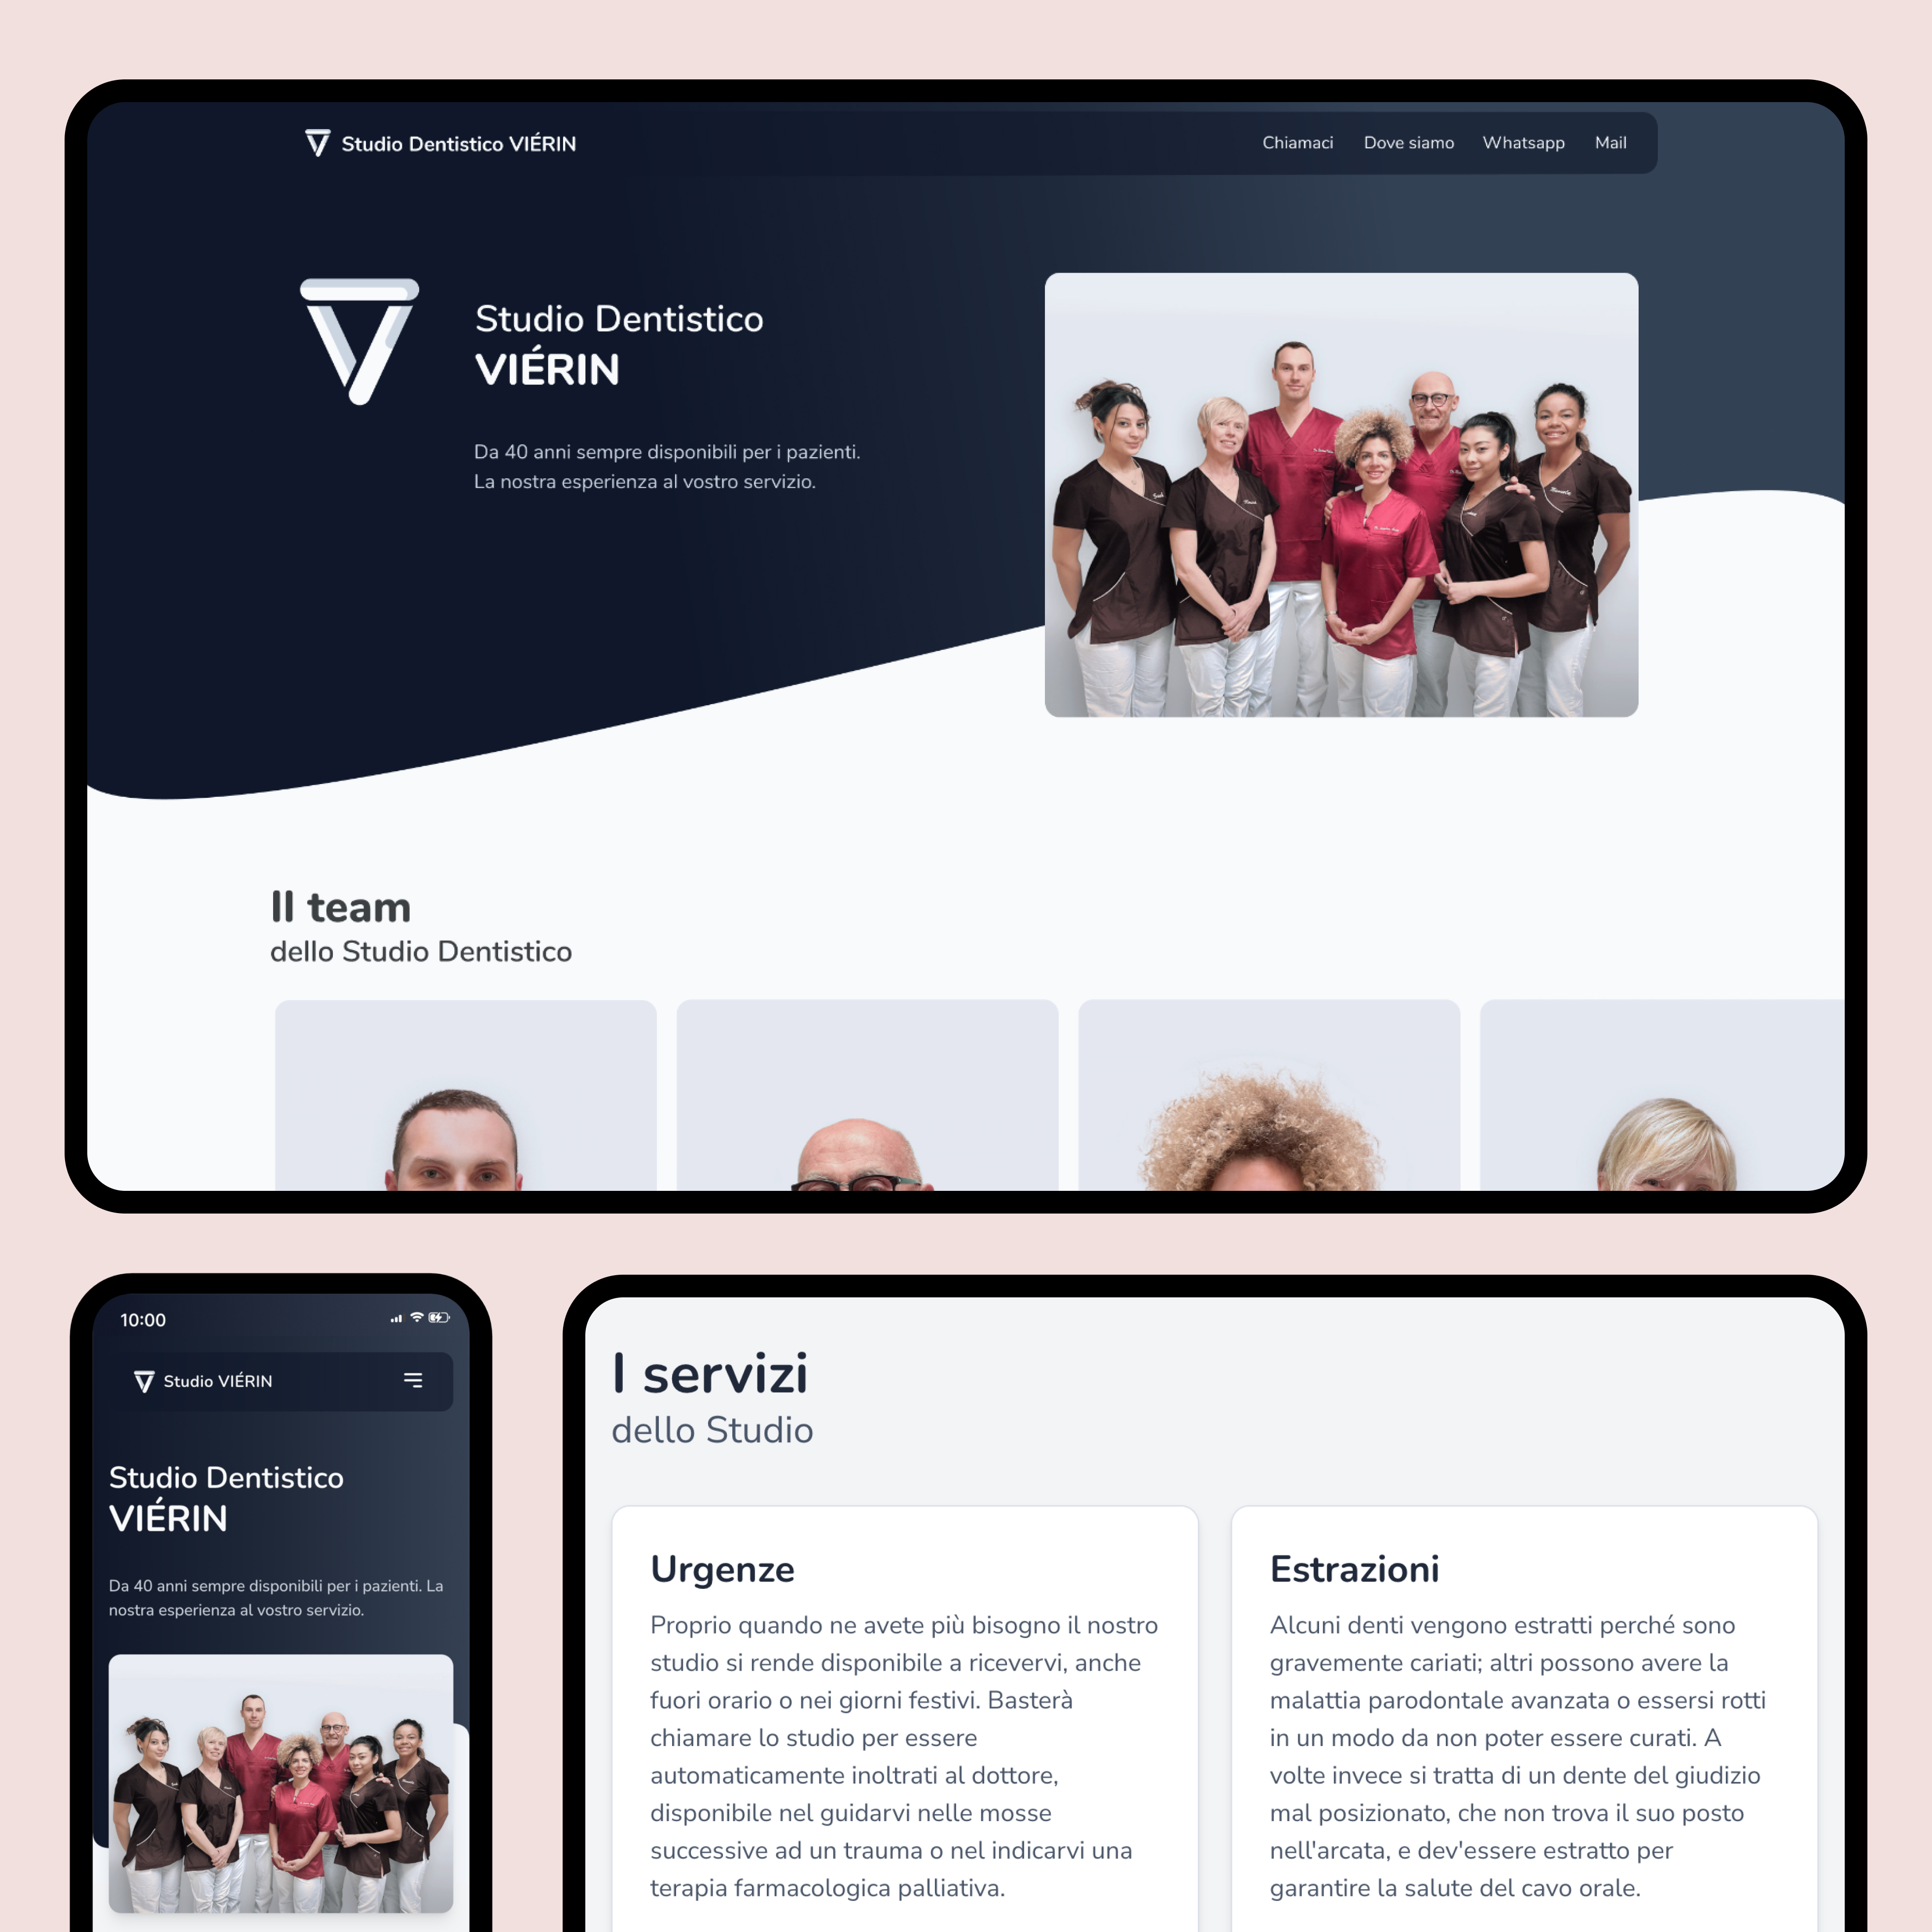 Studio Dentistico VIÉRIN
Chiamaci Dove siamo Whatsapp Mail
Studio Dentistico
VIÉRIN
Da 40 anni sempre disponibili per i pazienti.
La nostra esperienza al vostro servizio.
Il team
dello Studio Dentistico
10:00
Studio VIÉRIN
Studio Dentistico
VIÉRIN
Da 40 anni sempre disponibili per i pazienti. La
nostra esperienza al vostro servizio.
I servizi
dello Studio
Urgenze
Proprio quando ne avete più bisogno il nostro
studio si rende disponibile a ricevervi, anche
fuori orario o nei giorni festivi. Basterà
chiamare lo studio per essere
automaticamente inoltrati al dottore,
disponibile nel guidarvi nelle mosse
successive ad un trauma o nel indicarvi una
terapia farmacologica palliativa.
Estrazioni
Alcuni denti vengono estratti perché sono
gravemente cariati; altri possono avere la
malattia parodontale avanzata o essersi rotti
in un modo da non poter essere curati. A
volte invece si tratta di un dente del giudizio
mal posizionato, che non trova il suo posto
nell'arcata, e dev'essere estratto per
garantire la salute del cavo orale.